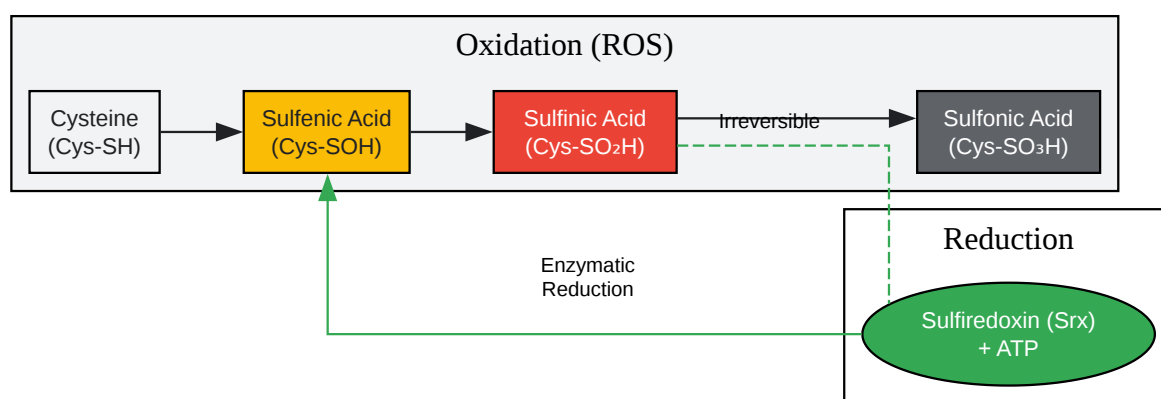 Oxidation (ROS)
Cysteine
(Cys-SH)
Sulfenic Acid
(Cys-SOH)
Sulfinic Acid
(Cys-SO₂H)
Irreversible
Sulfonic Acid
(Cys-SO₃H)
Reduction
Enzymatic
Reduction
Sulfiredoxin (Srx)
+ ATP